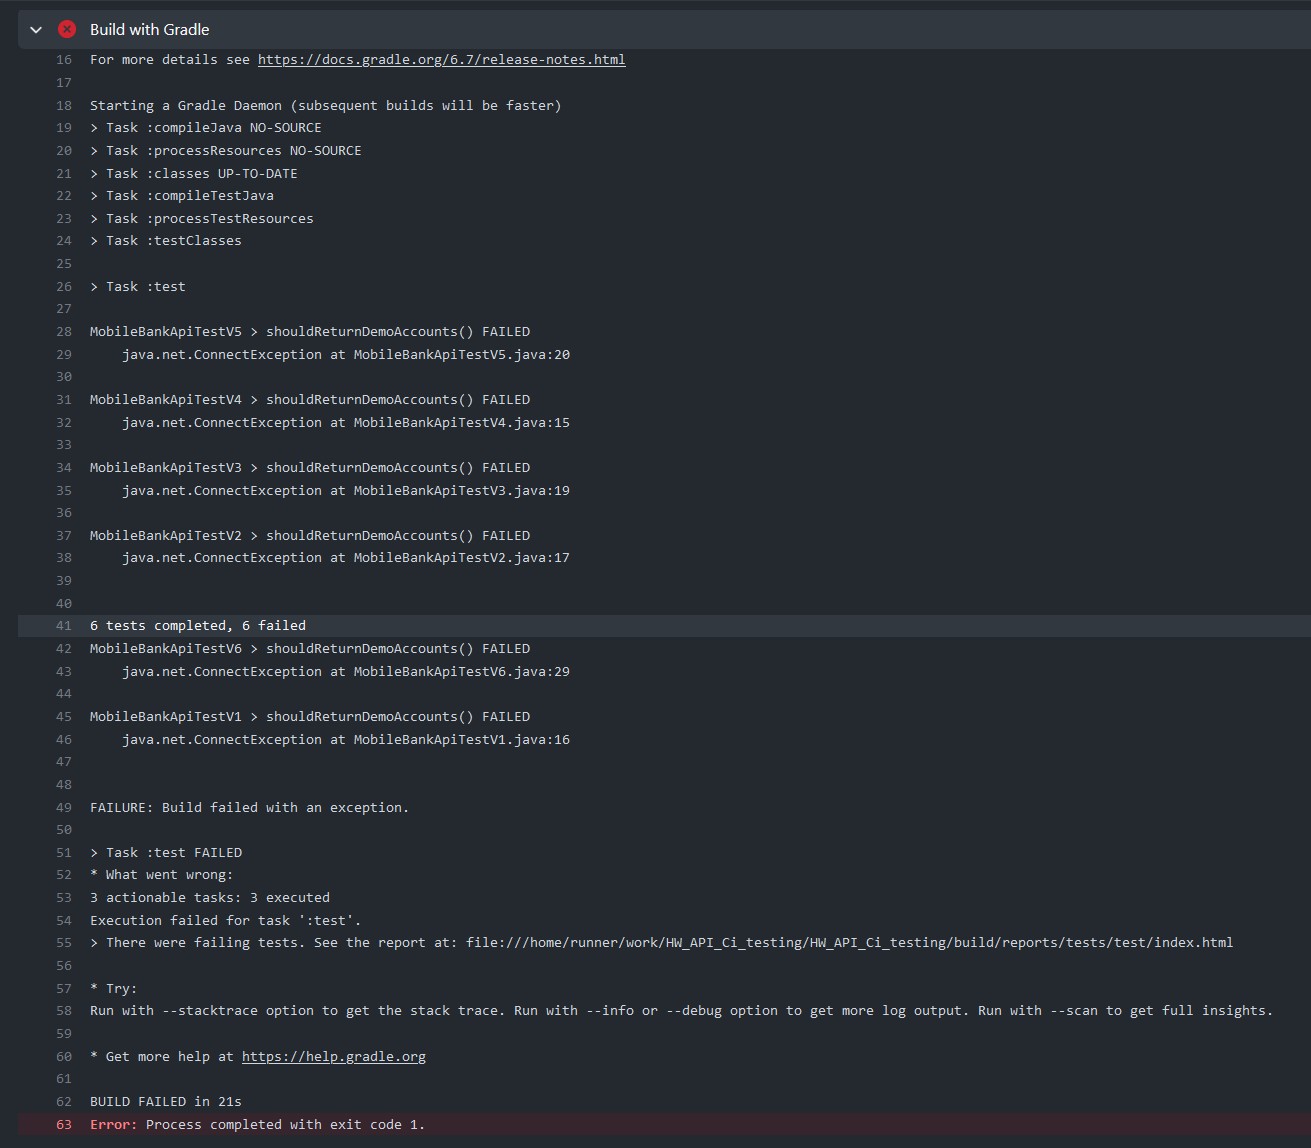 Build with Gradle
16 For more details see https://docs.gradle.org/6.7/release-notes.html
17
18 Starting a Gradle Daemon (subsequent builds will be faster)
19 > Task :compileJava NO-SOURCE
20 > Task :processResources NO-SOURCE
21 > Task :classes UP-TO-DATE
22 > Task :compileTestJava
23 > Task :processTestResources
24 > Task :testClasses
25
26 > Task :test
27
28 MobileBankApiTestV5 > shouldReturnDemoAccounts() FAILED
29     java.net.ConnectException at MobileBankApiTestV5.java:20
30
31 MobileBankApiTestV4 > shouldReturnDemoAccounts() FAILED
32     java.net.ConnectException at MobileBankApiTestV4.java:15
33
34 MobileBankApiTestV3 > shouldReturnDemoAccounts() FAILED
35     java.net.ConnectException at MobileBankApiTestV3.java:19
36
37 MobileBankApiTestV2 > shouldReturnDemoAccounts() FAILED
38     java.net.ConnectException at MobileBankApiTestV2.java:17
39
40
41 6 tests completed, 6 failed
42 MobileBankApiTestV6 > shouldReturnDemoAccounts() FAILED
43     java.net.ConnectException at MobileBankApiTestV6.java:29
44
45 MobileBankApiTestV1 > shouldReturnDemoAccounts() FAILED
46     java.net.ConnectException at MobileBankApiTestV1.java:16
47
48
49 FAILURE: Build failed with an exception.
50
51 > Task :test FAILED
52 * What went wrong:
53 3 actionable tasks: 3 executed
54 Execution failed for task ':test'.
55 > There were failing tests. See the report at: file:///home/runner/work/HW_API_Ci_testing/HW_API_Ci_testing/build/reports/tests/test/index.html
56
57 * Try:
58 Run with --stacktrace option to get the stack trace. Run with --info or --debug option to get more log output. Run with --scan to get full insights.
59
60 * Get more help at https://help.gradle.org
61
62 BUILD FAILED in 21s
63 Error: Process completed with exit code 1.